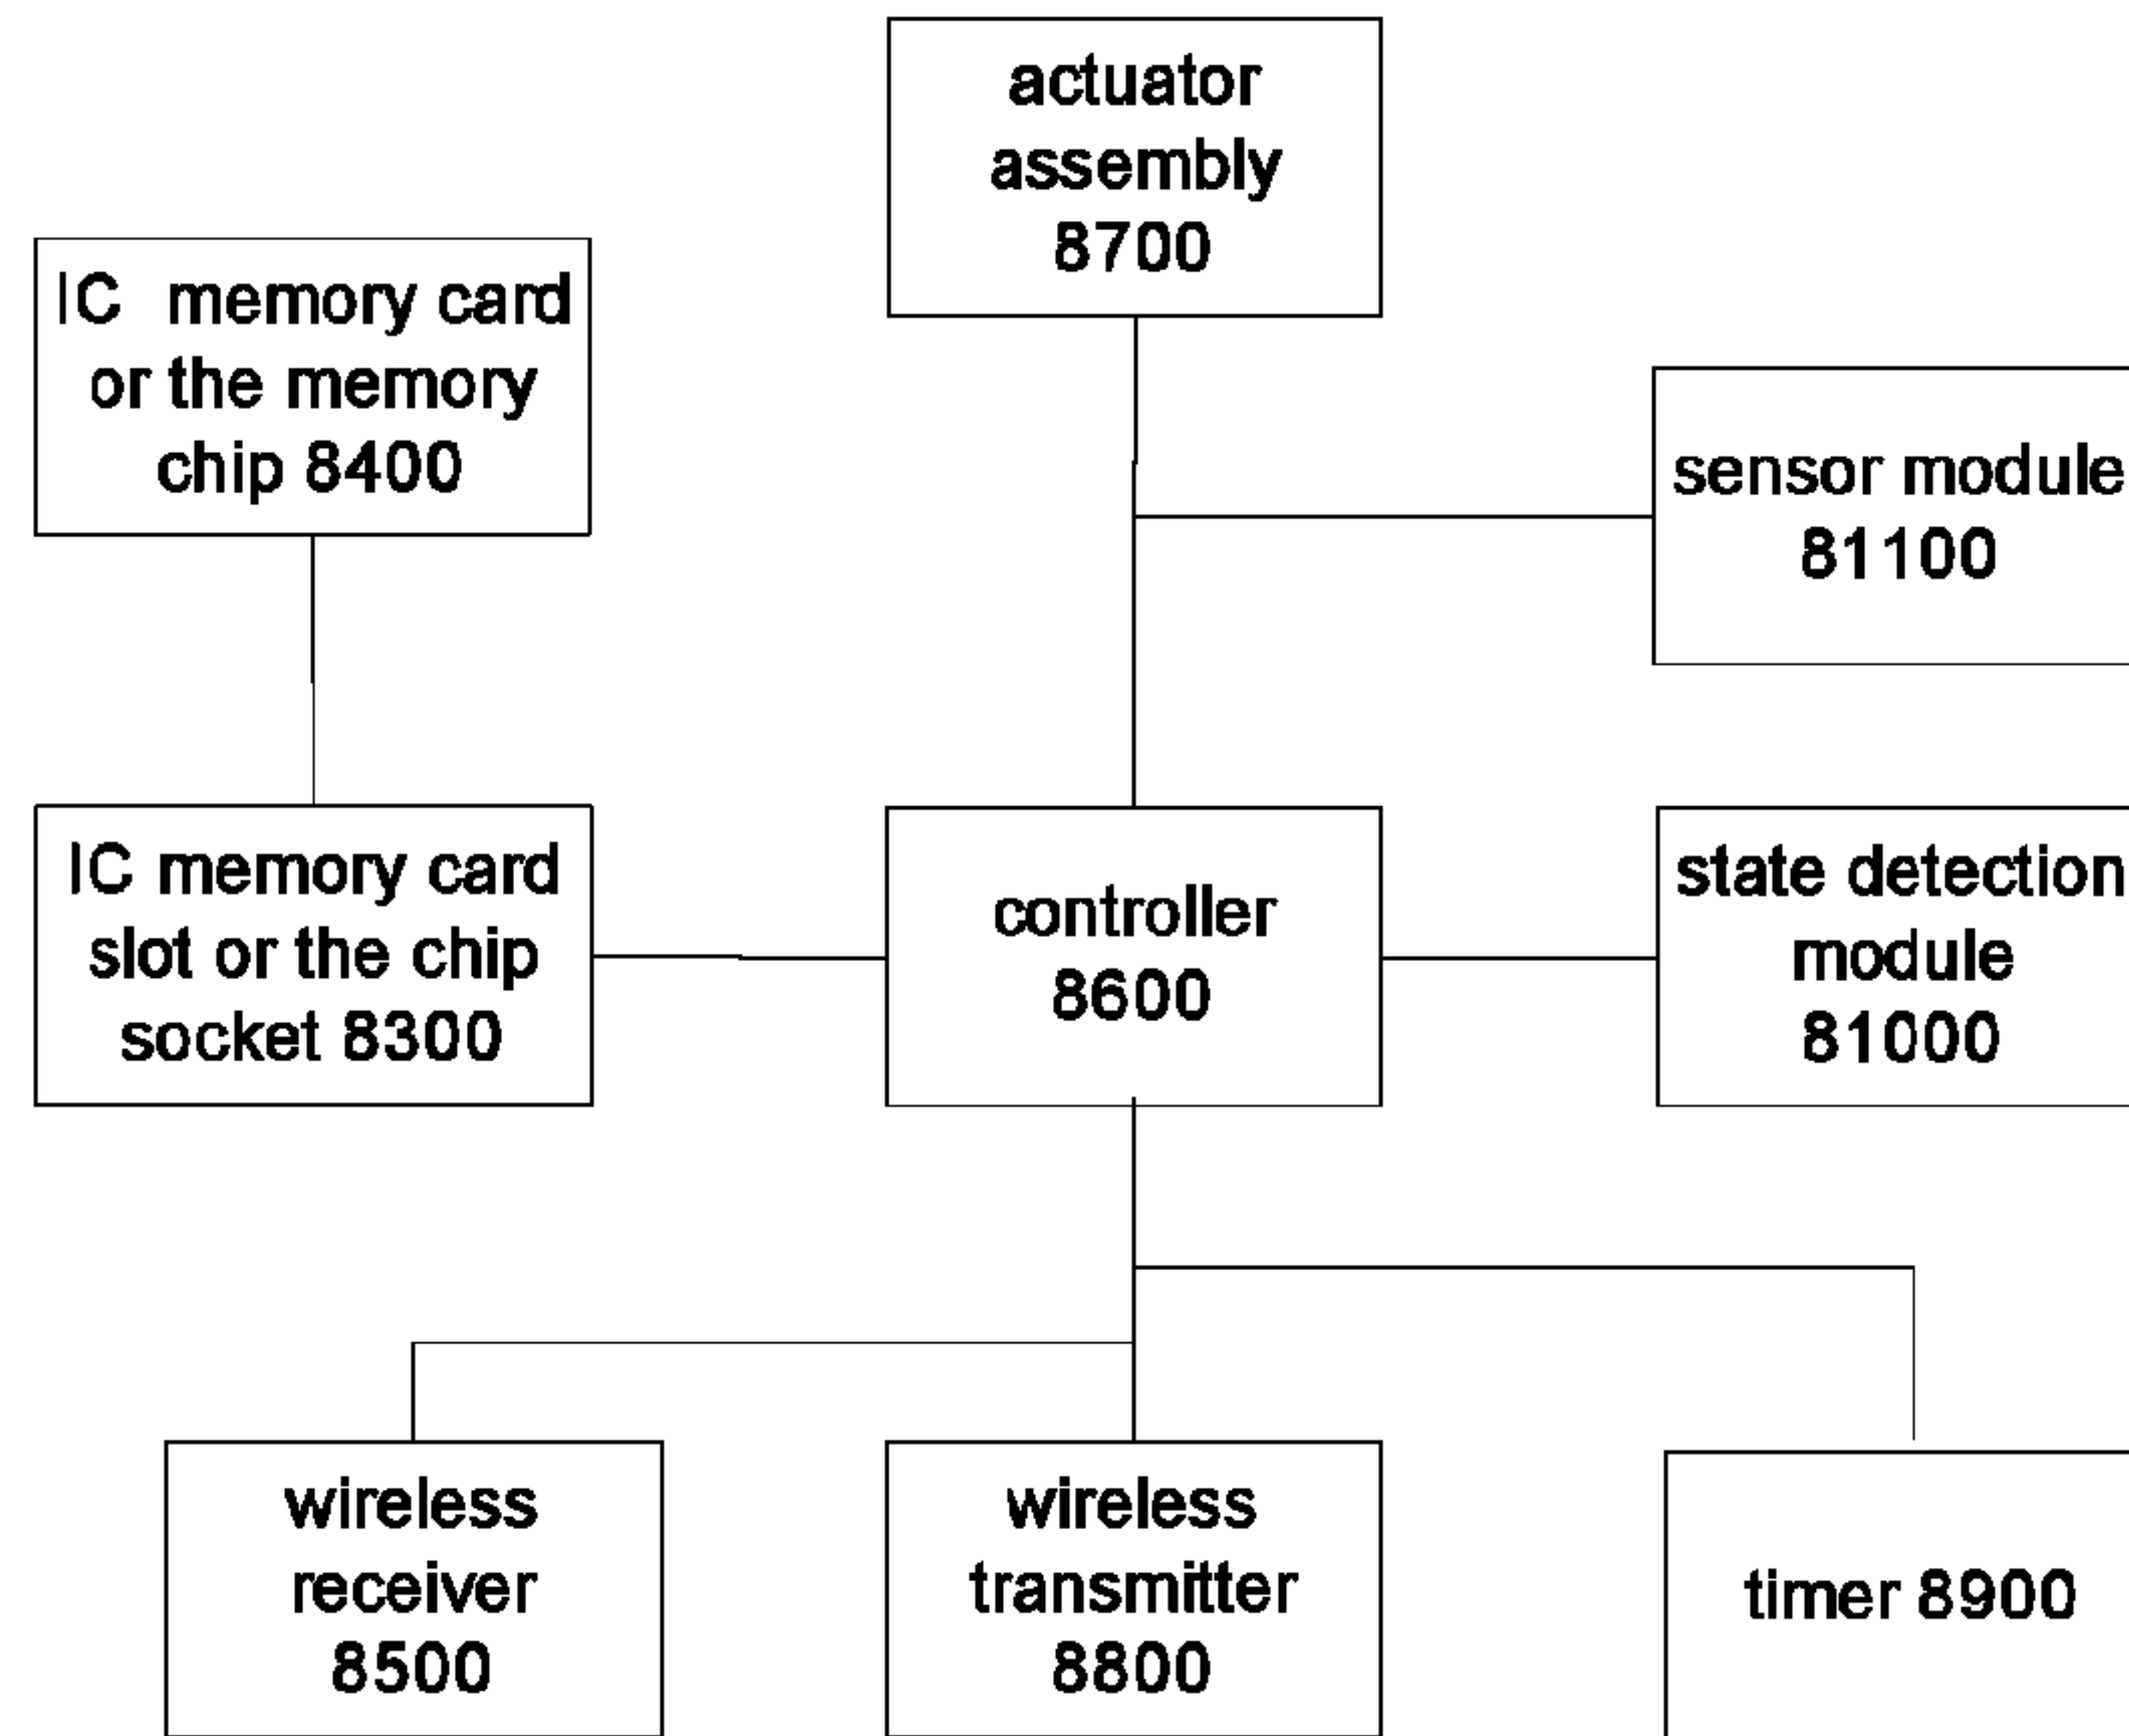 actuator
assembly
8700
IC memory card
or the memory
chip 8400
sensor module
81100
IC memory card
slot or the chip
socket 8300
controller
8600
state detection
module
81000
wireless
receiver
8500
wireless
transmitter
8800
timer 8900